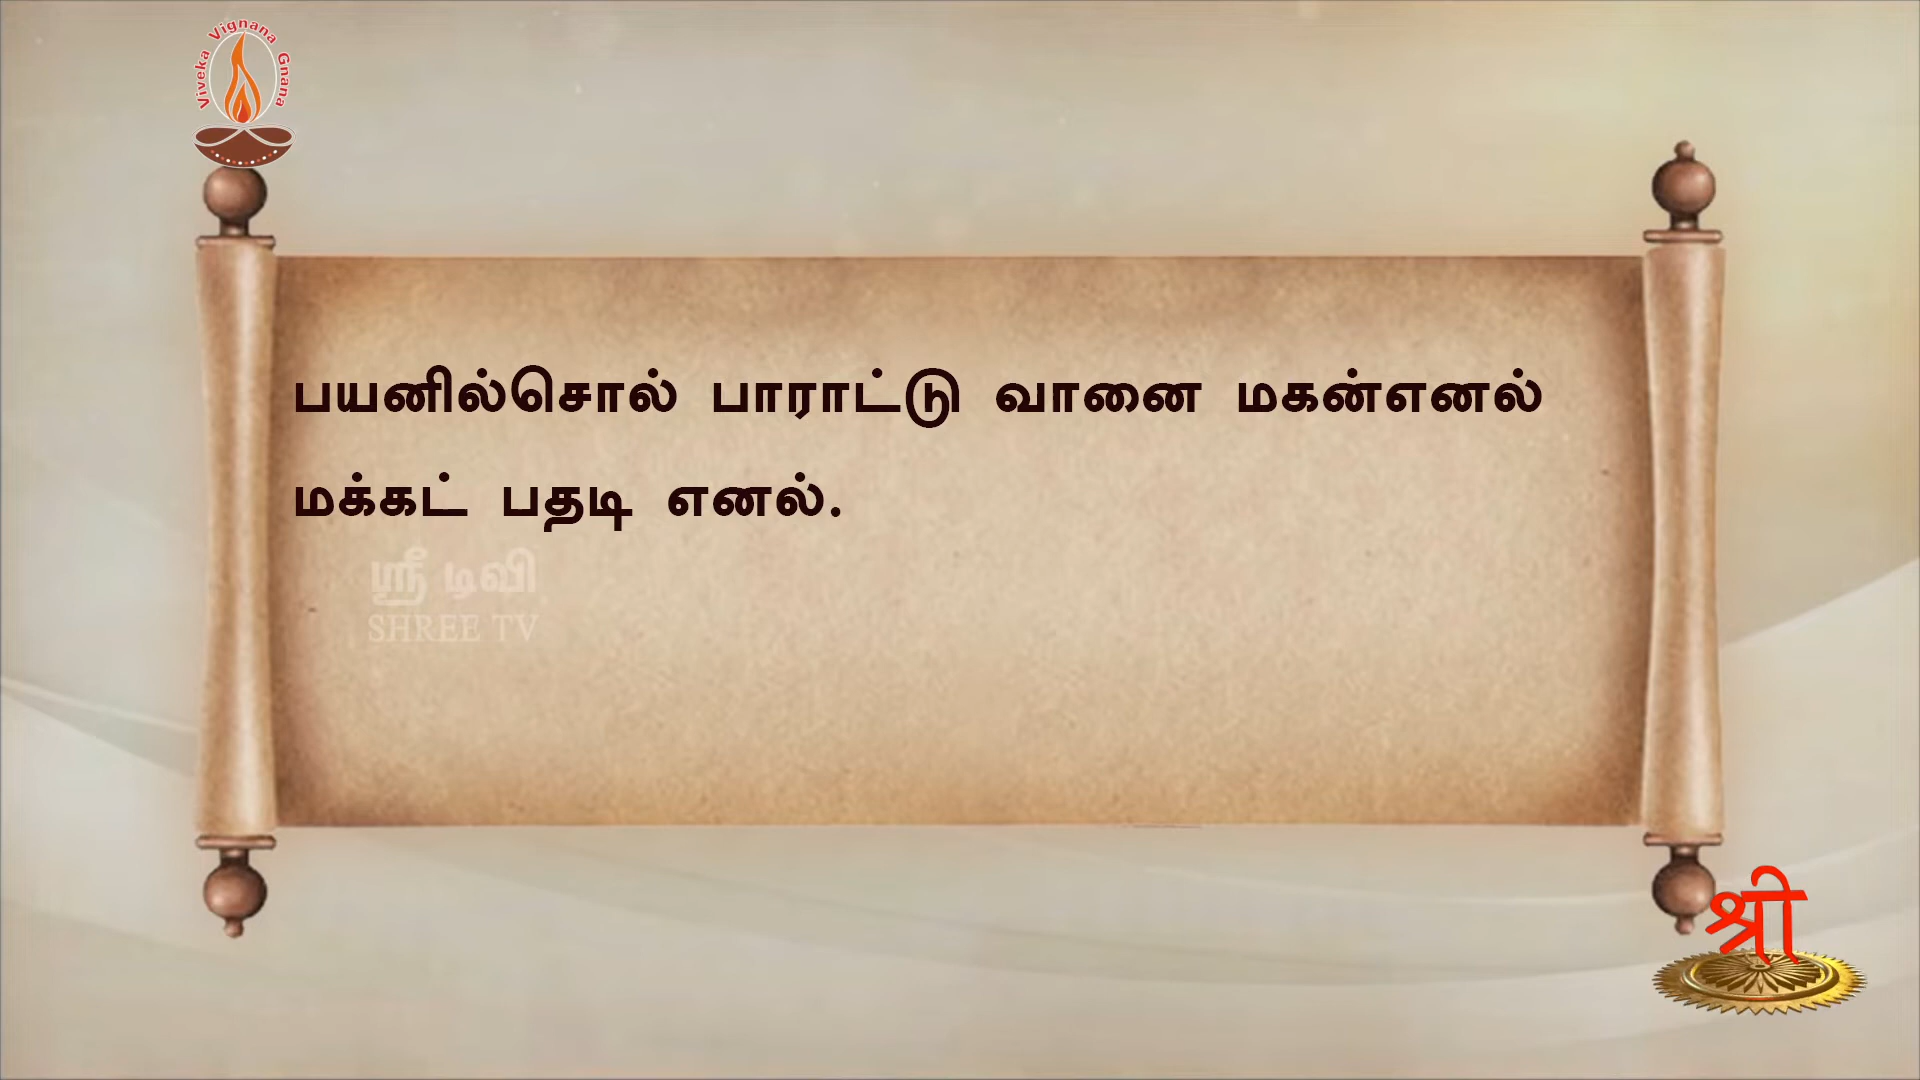 Viveka Vignana Gnana
பயனில்சொல் பாராட்டு வானை மகன்எனல்
மக்கட் பதடி எனல்.
ஸ்ரீ டிவி
SHREE TV
श्री